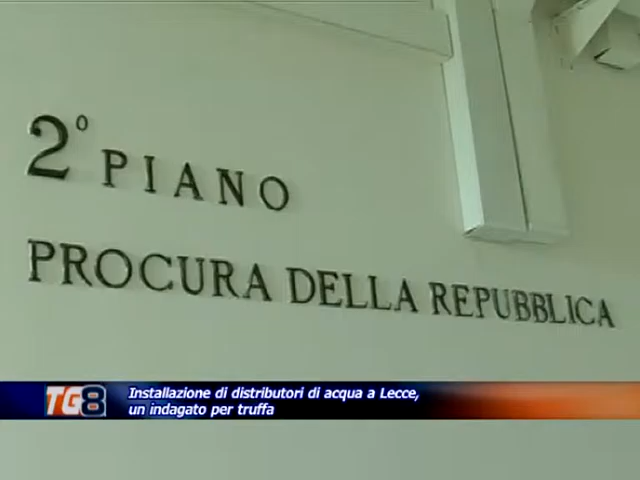 2° PIANO
PROCURA DELLA REPUBBLICA
TG8
Installazione di distributori di acqua a Lecce,
un indagato per truffa